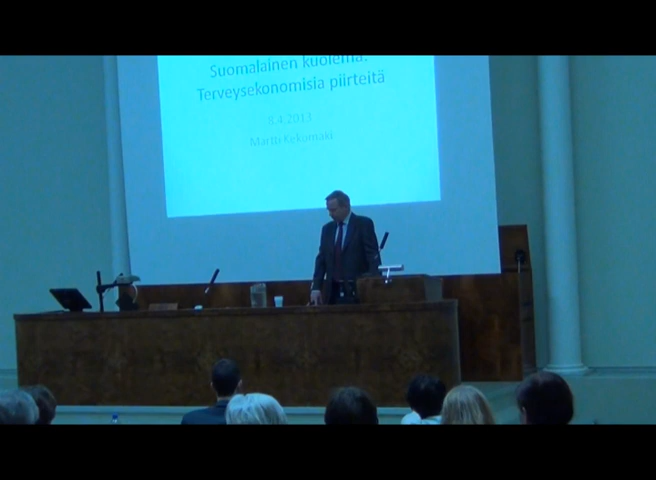 Suomalainen kuolema:
Terveysekonomisia piirteitä
8.4.2013
Martti Kekomäki